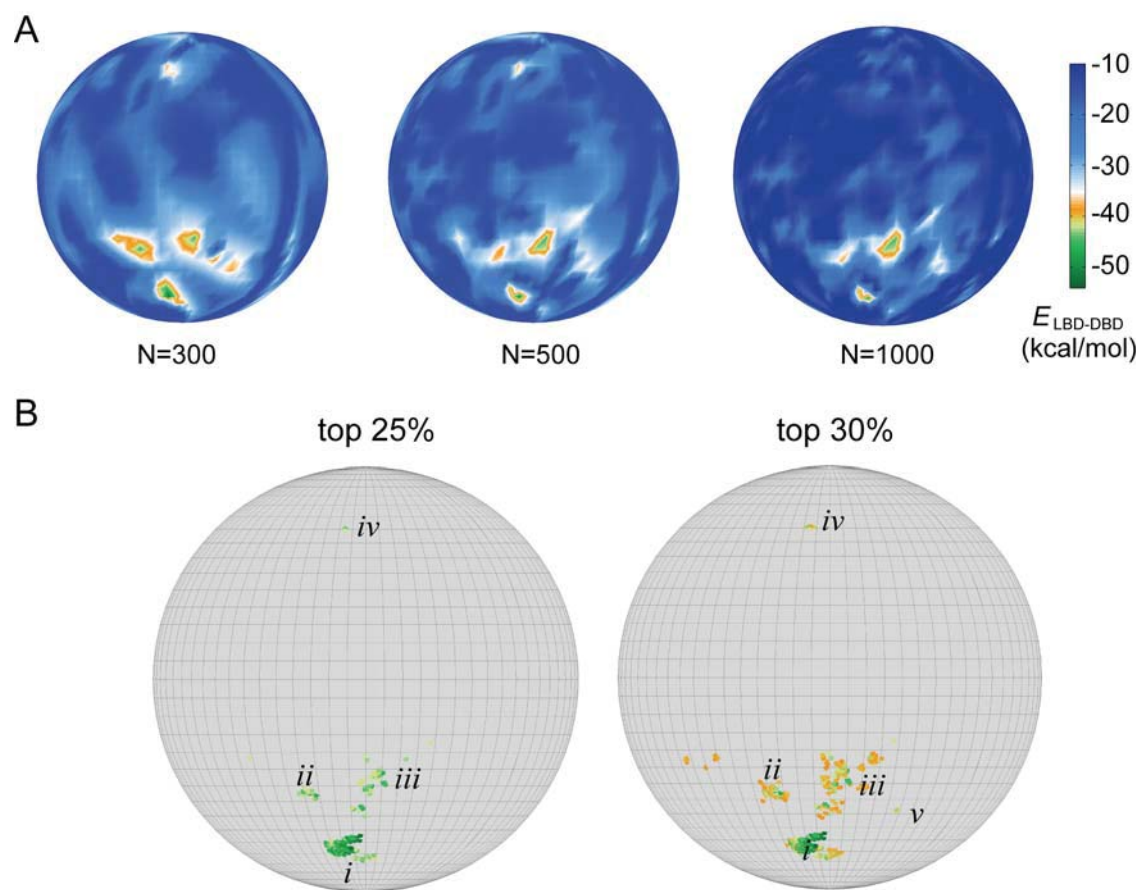 A
-10
-20
-30
-40
-50
E LBD-DBD
(kcal/mol)
N=300
N=500
N=1000
B
top 25%
top 30%
iv
iv
ii
iii
i
ii
iii
v
i